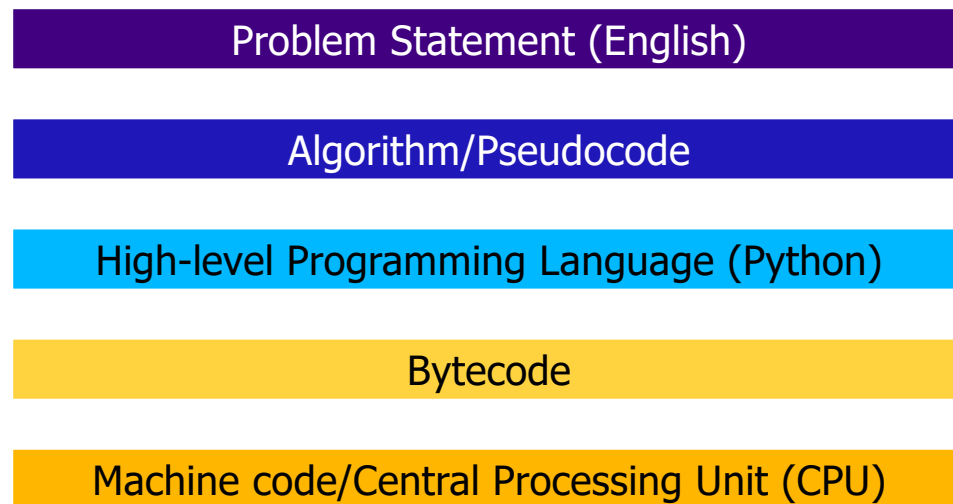 Problem Statement (English)
Algorithm/Pseudocode
High-level Programming Language (Python)
Bytecode
Machine code/Central Processing Unit (CPU)